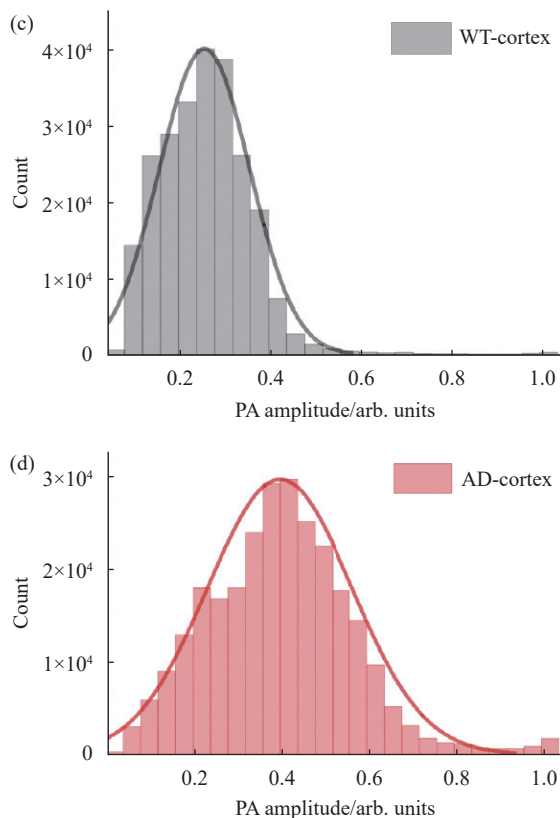 (c)
WT-cortex
4×10⁴
3×10⁴
2×10⁴
1×10⁴
0
Count
0.2 0.4 0.6 0.8 1.0
PA amplitude/arb. units
(d)
AD-cortex
3×10⁴
2×10⁴
1×10⁴
0
Count
0.2 0.4 0.6 0.8 1.0
PA amplitude/arb. units